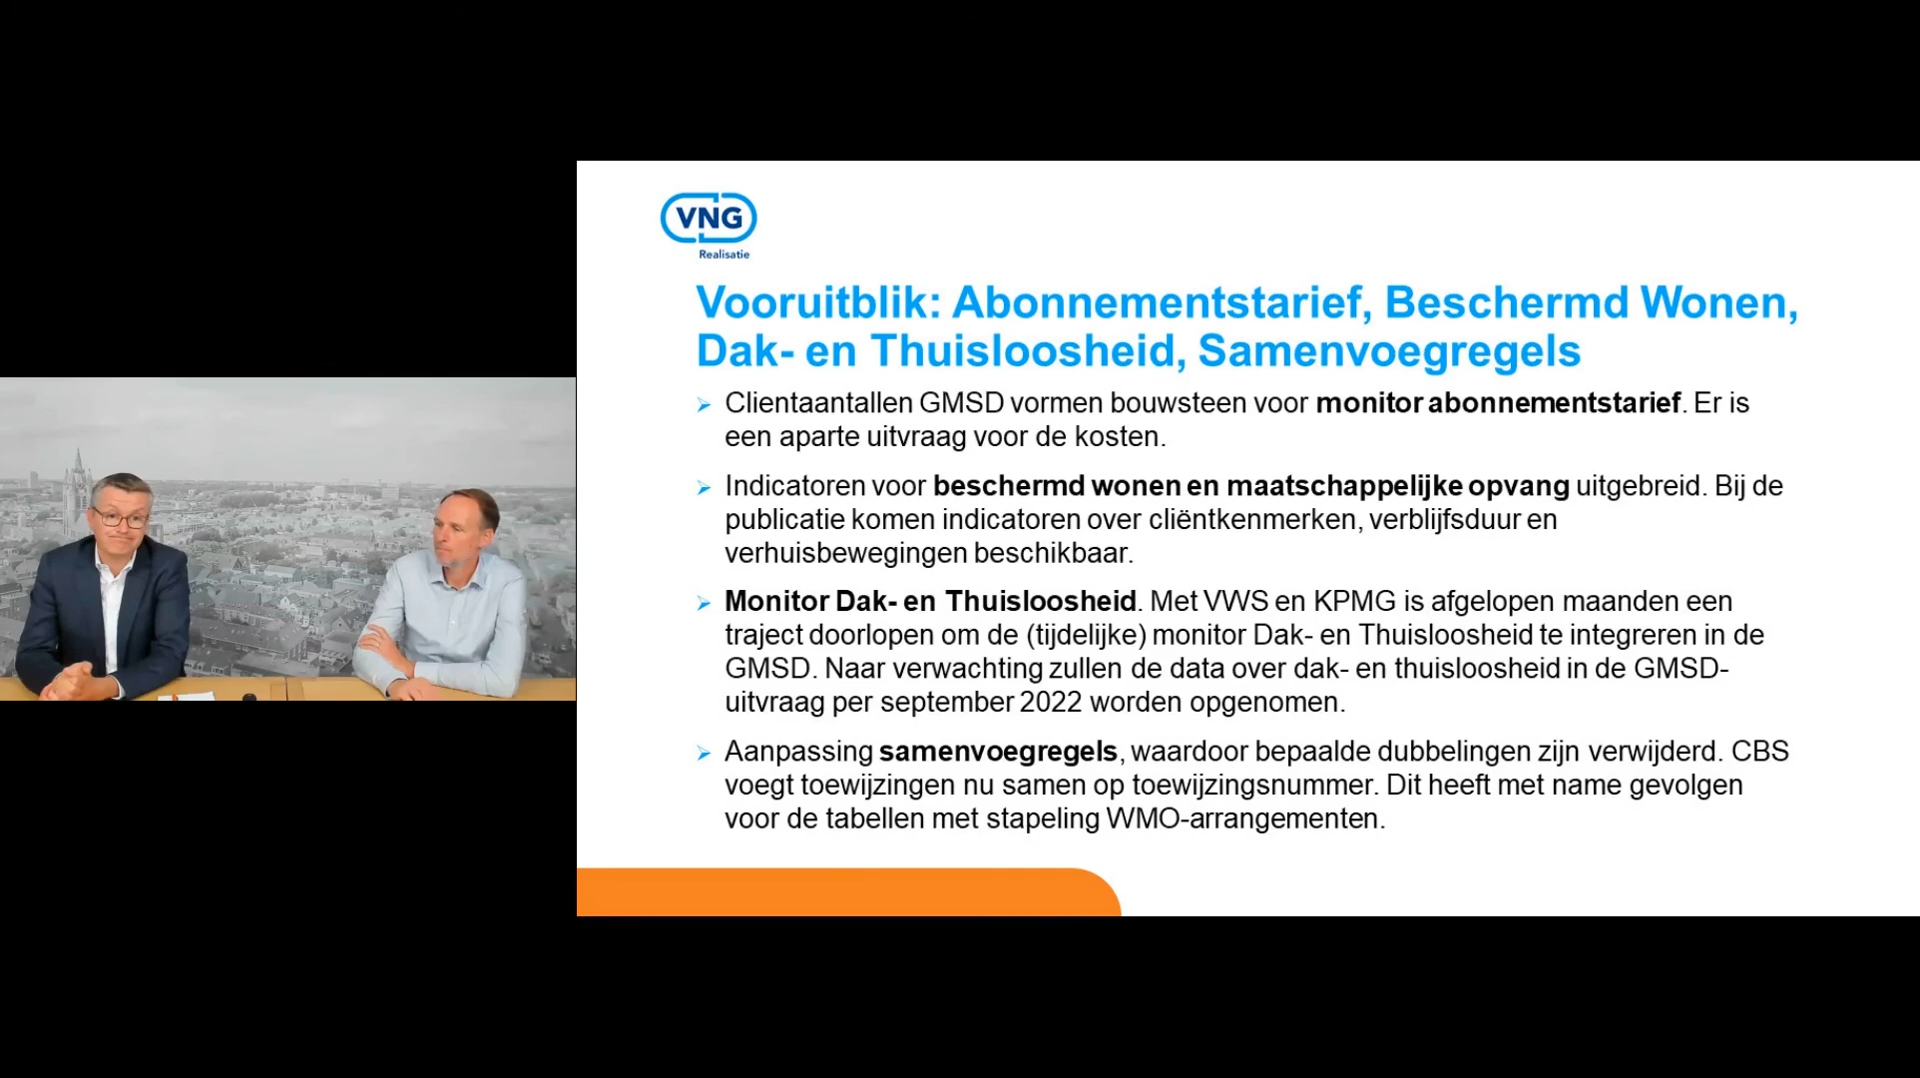 VNG
Realisatie
Vooruitblik: Abonnementstarief, Beschermd Wonen,
Dak- en Thuisloosheid, Samenvoegregels
Clientaantallen GMSD vormen bouwsteen voor monitor abonnementstarief. Er is
een aparte uitvraag voor de kosten.
Indicatoren voor beschermd wonen en maatschappelijke opvang uitgebreid. Bij de
publicatie komen indicatoren over cliëntkenmerken, verblijfsduur en
verhuisbewegingen beschikbaar.
Monitor Dak- en Thuisloosheid. Met VWS en KPMG is afgelopen maanden een
traject doorlopen om de (tijdelijke) monitor Dak- en Thuisloosheid te integreren in de
GMSD. Naar verwachting zullen de data over dak- en thuisloosheid in de GMSD-
uitvraag per september 2022 worden opgenomen.
Aanpassing samenvoegregels, waardoor bepaalde dubbelingen zijn verwijderd. CBS
voegt toewijzingen nu samen op toewijzingsnummer. Dit heeft met name gevolgen
voor de tabellen met stapeling WMO-arrangementen.